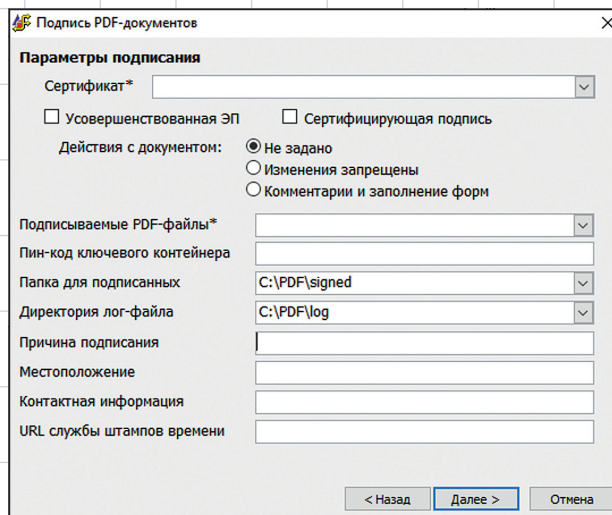 Подпись PDF-документов
Параметры подписания
Сертификат*
Усовершенствованная ЭП
Сертифицирующая подпись
Действия с документом:
Не задано
Изменения запрещены
Комментарии и заполнение форм
Подписываемые PDF-файлы*
Пин-код ключевого контейнера
Папка для подписанных
C:\PDF\signed
Директория лог-файла
C:\PDF\log
Причина подписания
Местоположение
Контактная информация
URL службы штампов времени
< Назад
Далее >
Отмена